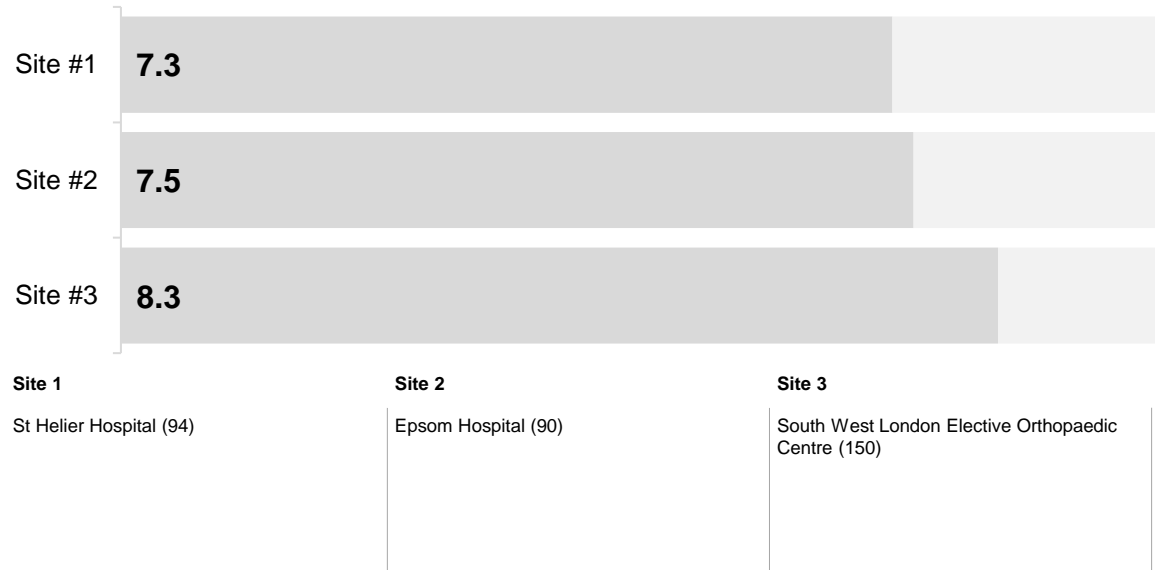 Site #1 7.3
Site #2 7.5
Site #3 8.3
Site 1
St Helier Hospital (94)
Site 2
Epsom Hospital (90)
Site 3
South West London Elective Orthopaedic
Centre (150)